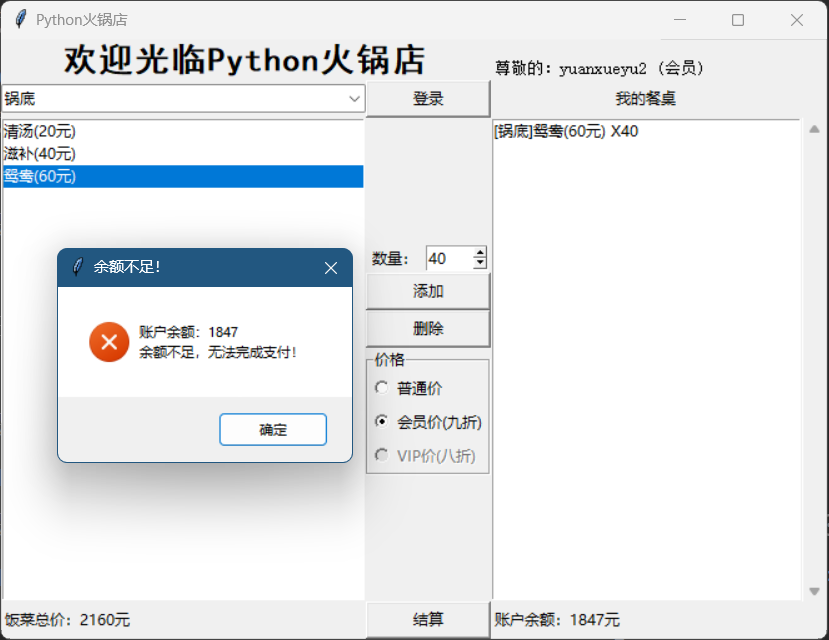 Python火锅店
欢迎光临Python火锅店
尊敬的：yuanxueyu2（会员）
锅底
登录
我的餐桌
清汤(20元)
滋补(40元)
鸳鸯(60元)
[锅底]鸳鸯(60元) X40
数量：
40
添加
删除
价格
普通价
会员价(九折)
VIP价(八折)
余额不足！
账户余额：1847
余额不足，无法完成支付！
确定
饭菜总价：2160元
结算
账户余额：1847元